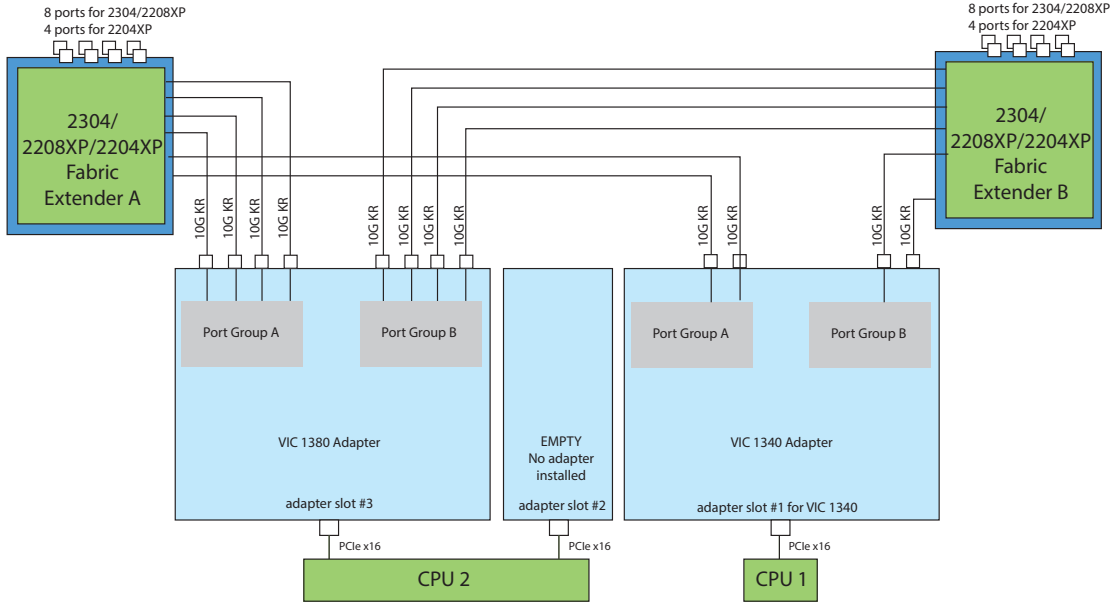 8 ports for 2304/2208XP
4 ports for 2204XP
8 ports for 2304/2208XP
4 ports for 2204XP
2304/
2208XP/2204XP
Fabric
Extender A
2304/
2208XP/2204XP
Fabric
Extender B
10G KR
10G KR
10G KR
10G KR
10G KR
10G KR
10G KR
10G KR
10G KR
10G KR
10G KR
10G KR
Port Group A
Port Group B
Port Group A
Port Group B
VIC 1380 Adapter
EMPTY
No adapter
installed
VIC 1340 Adapter
adapter slot #3
adapter slot #2
adapter slot #1 for VIC 1340
PCIe x16
PCIe x16
PCIe x16
CPU 2
CPU 1